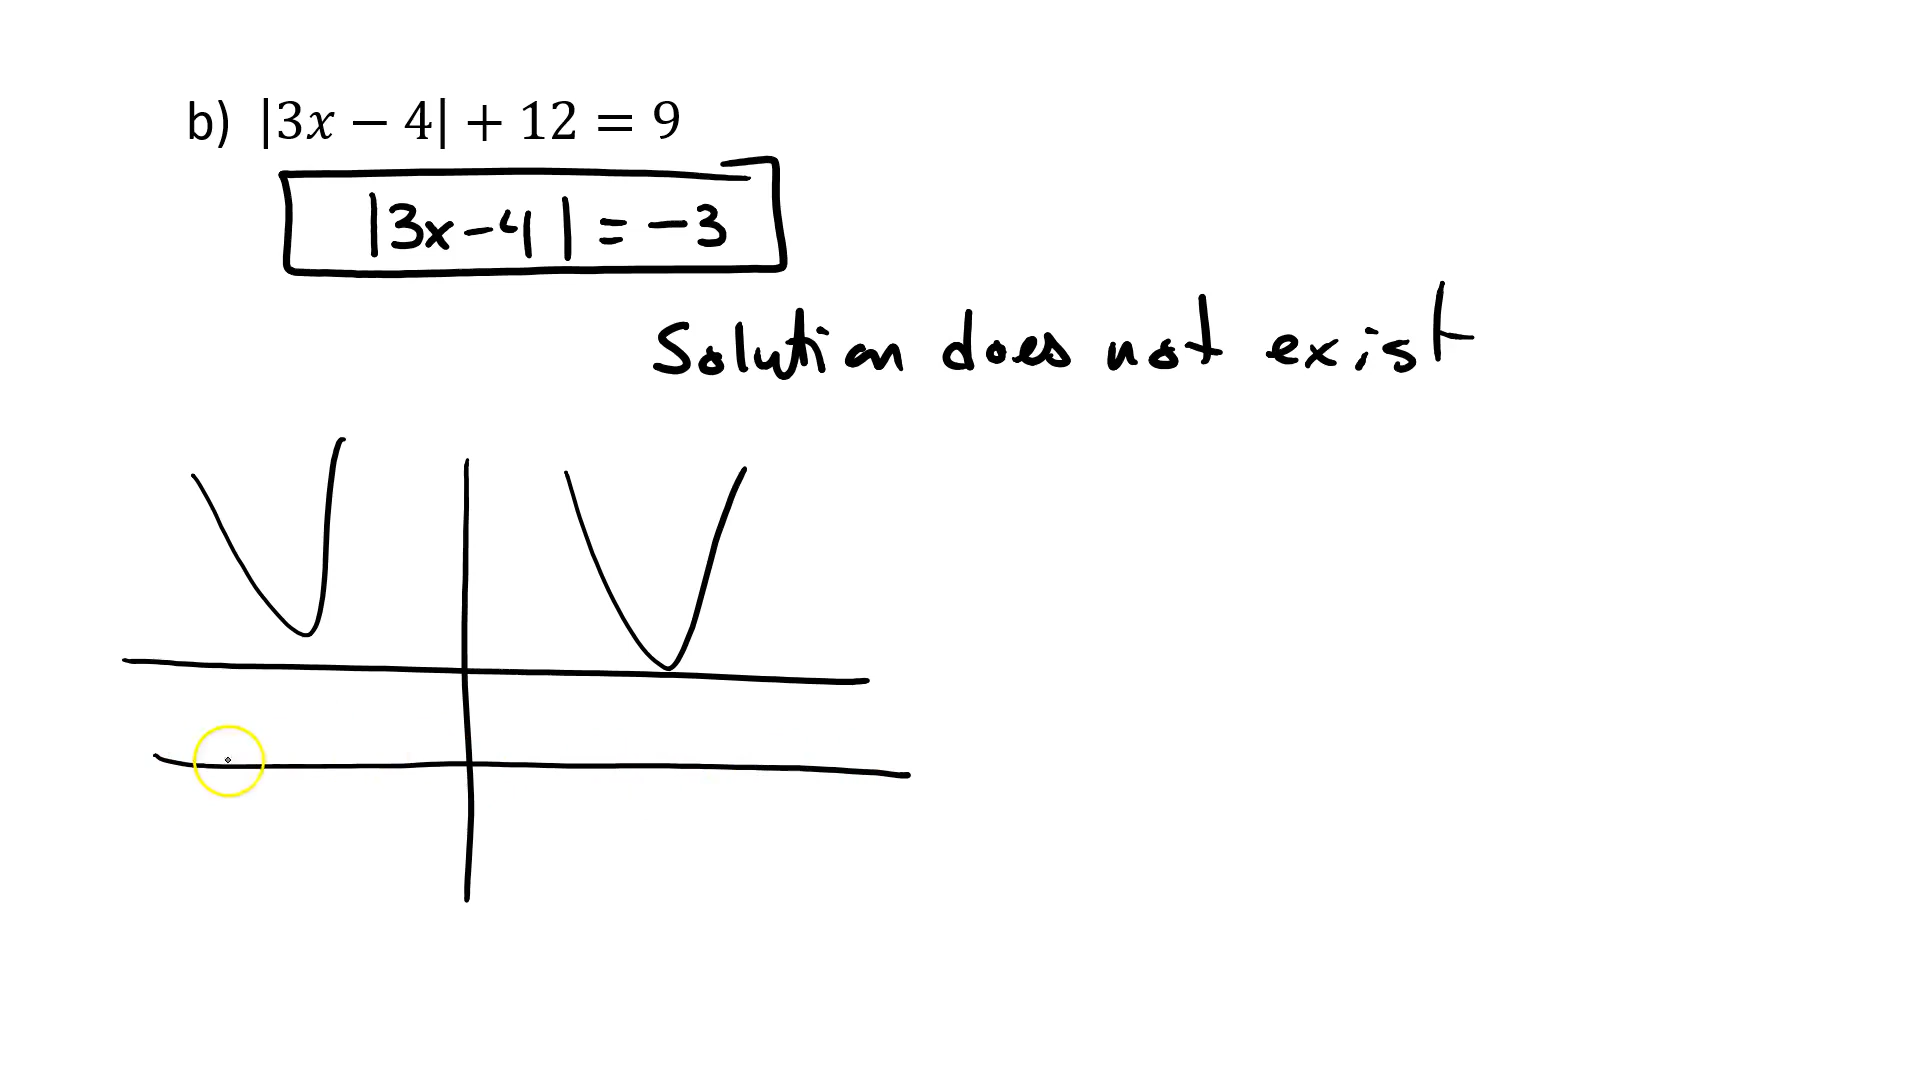 b) |3x − 4| + 12 = 9
|3x-4| = -3
Solution does not exist